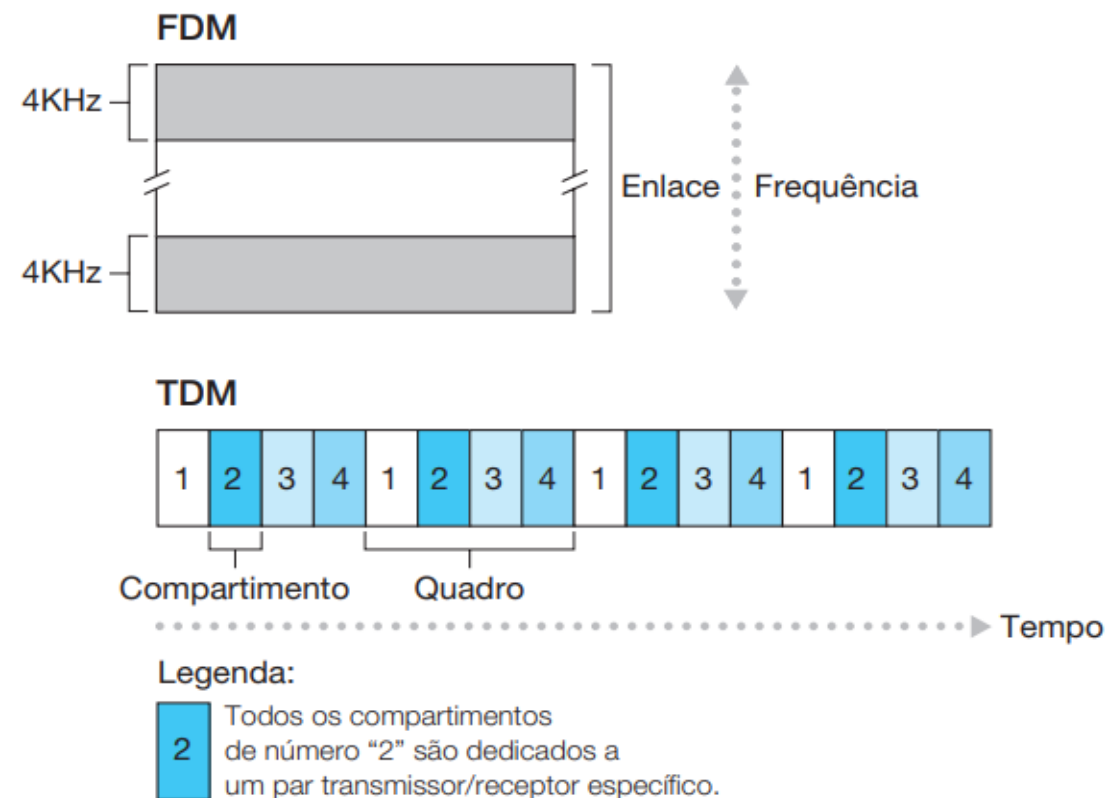 FDM
4KHz
Enlace
Frequência
4KHz
TDM
1 2 3 4 1 2 3 4 1 2 3 4 1 2 3 4
Compartimento
Quadro
Tempo
Legenda:
2
Todos os compartimentos
de número “2” são dedicados a
um par transmissor/receptor específico.